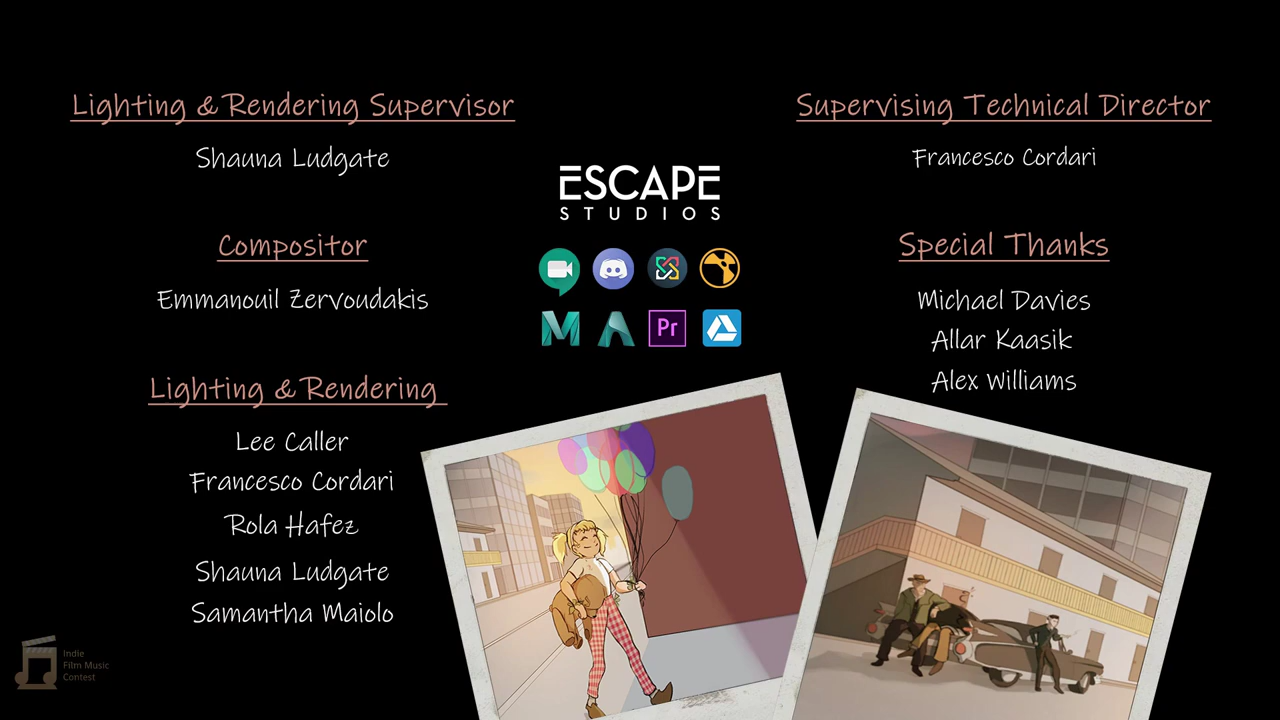 Lighting & Rendering Supervisor
Shauna Ludgate
Compositor
Emmanouil Zervoudakis
Lighting & Rendering
Lee Caller
Francesco Cordari
Rola Hafez
Shauna Ludgate
Samantha Maiolo
ESCAPE
STUDIOS
Pr
Supervising Technical Director
Francesco Cordari
Special Thanks
Michael Davies
Allar Kaasik
Alex Williams
Indie
Film Music
Contest